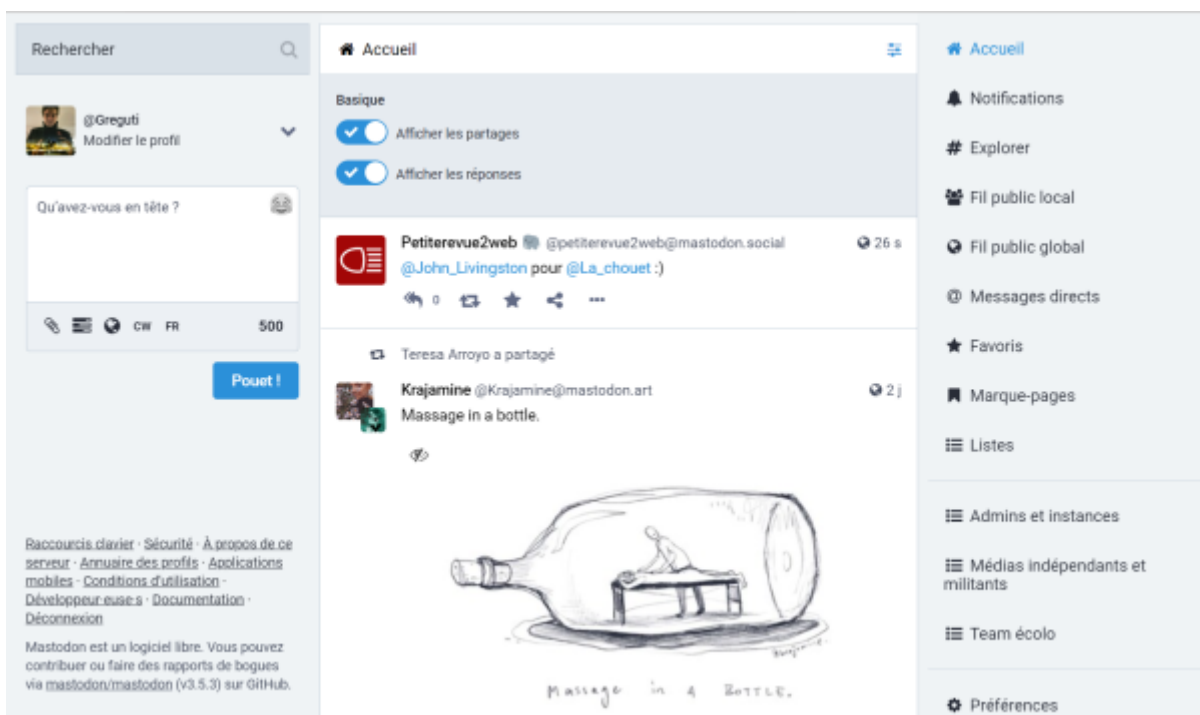 Rechercher
@Greguti
Modifier le profil
Qu'avez-vous en tête ?
CW FR 500
Pouet !
Raccourcis clavier · Sécurité · À propos de ce
serveur · Annuaire des profils · Applications
mobiles · Conditions d'utilisation ·
Développeur·euse·s · Documentation ·
Déconnexion
Mastodon est un logiciel libre. Vous pouvez
contribuer ou faire des rapports de bogues
via mastodon/mastodon (v3.5.3) sur GitHub.
Accueil
Basique
Afficher les partages
Afficher les réponses
Petiterevue2web @petiterevue2web@mastodon.social 26 s
@John_Livingston pour @La_chouet :)
0
Teresa Arroyo a partagé
Krajamine @Krajamine@mastodon.art 2 j
Massage in a bottle.
Krajamine
Massage in a BOTTLE.
Accueil
Notifications
# Explorer
Fil public local
Fil public global
@ Messages directs
Favoris
Marque-pages
Listes
Admins et instances
Médias indépendants et
militants
Team écolo
Préférences